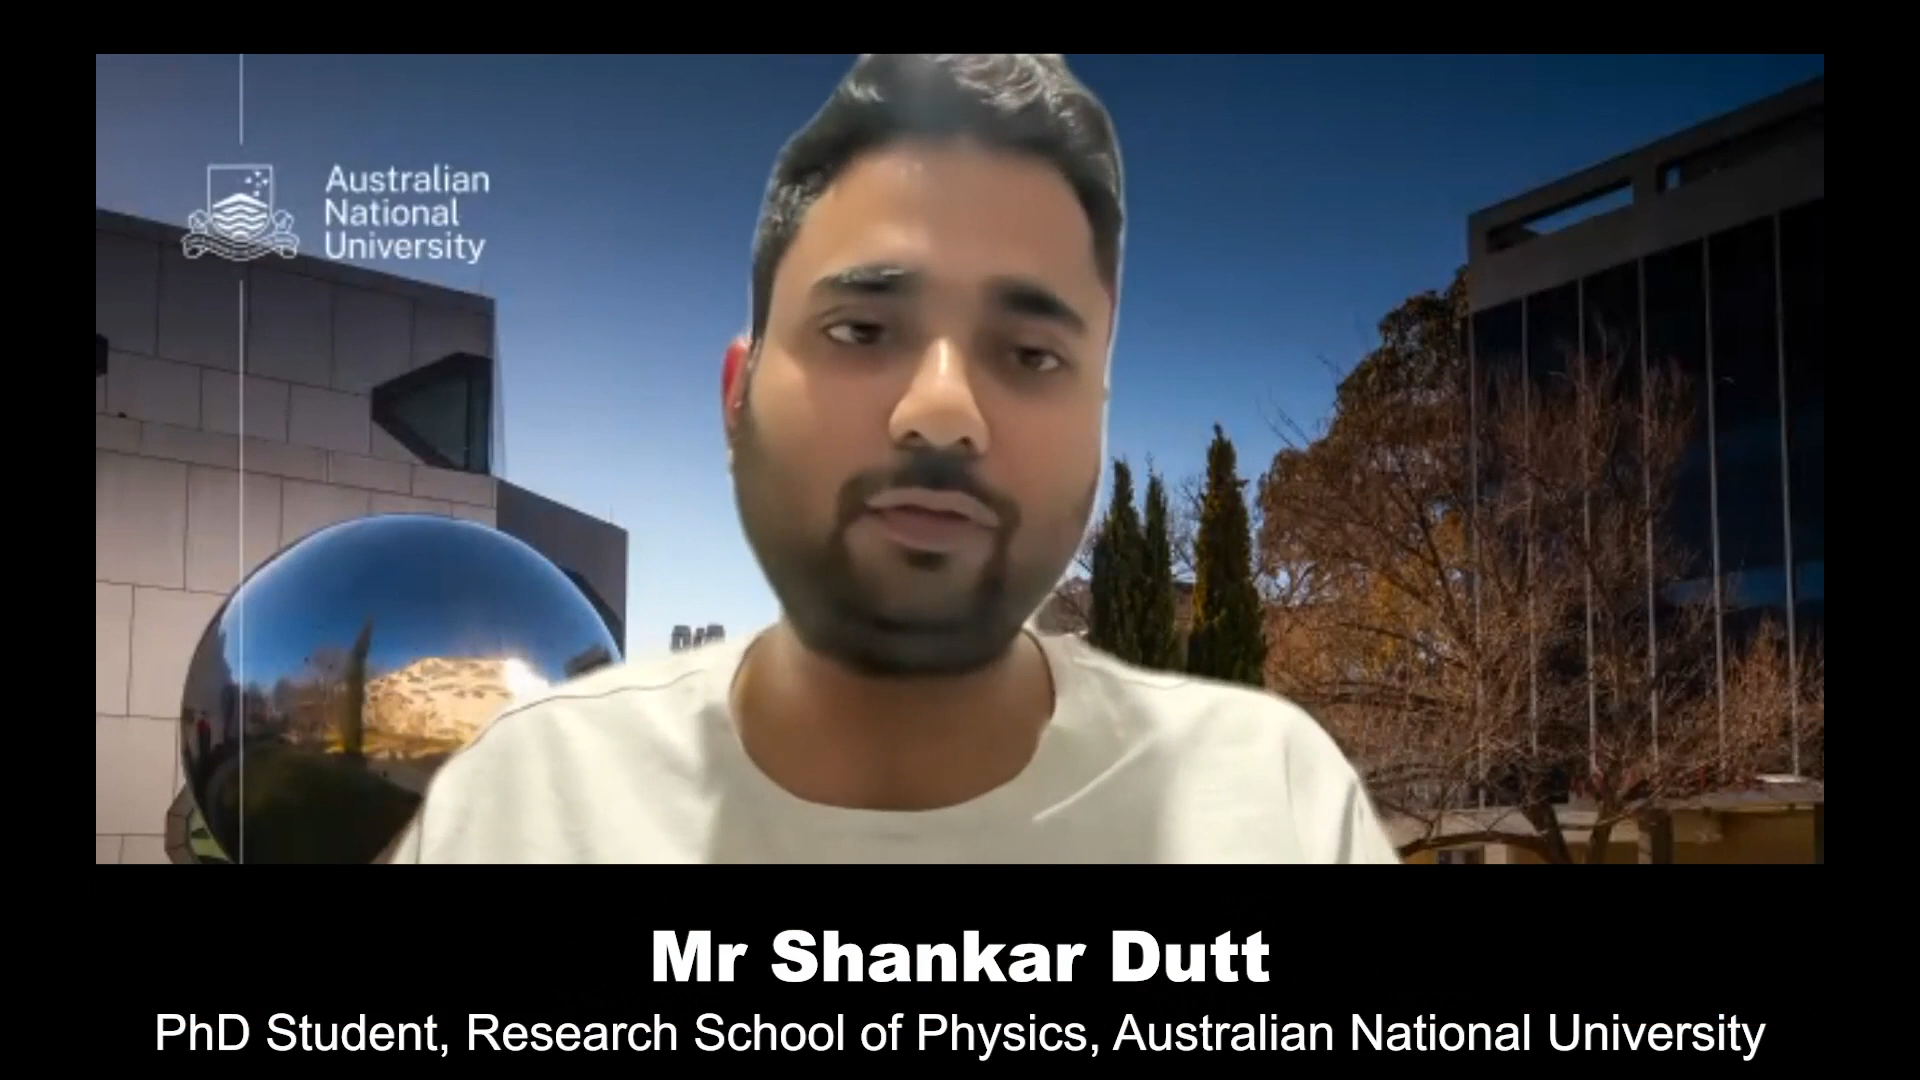 Australian
National
University
Mr Shankar Dutt
PhD Student, Research School of Physics, Australian National University